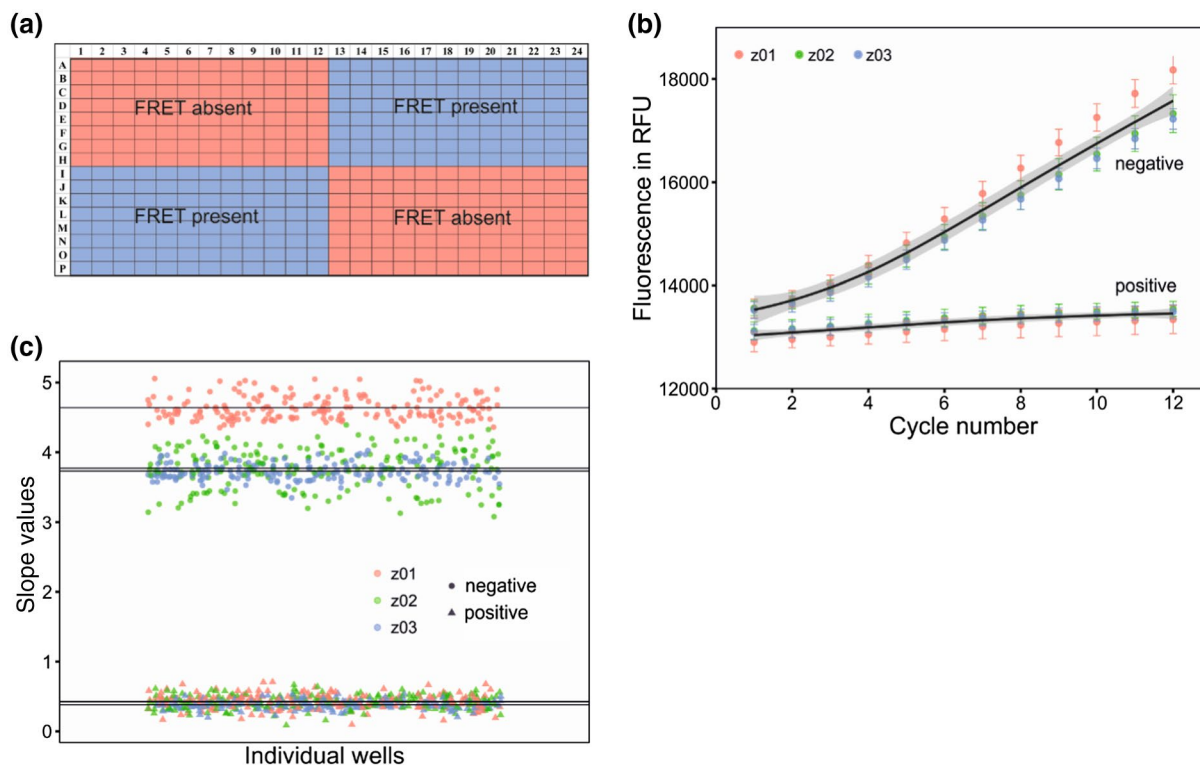 (a)
1 2 3 4 5 6 7 8 9 10 11 12 13 14 15 16 17 18 19 20 21 22 23 24
A
B
C
D
E
F
G
H
I
J
K
L
M
N
O
P
FRET absent
FRET present
FRET present
FRET absent
(b)
z01 z02 z03
Fluorescence in RFU
18000
16000
14000
12000
negative
positive
0 2 4 6 8 10 12
Cycle number
(c)
Slope values
5
4
3
2
1
0
z01
z02
z03
negative
positive
Individual wells